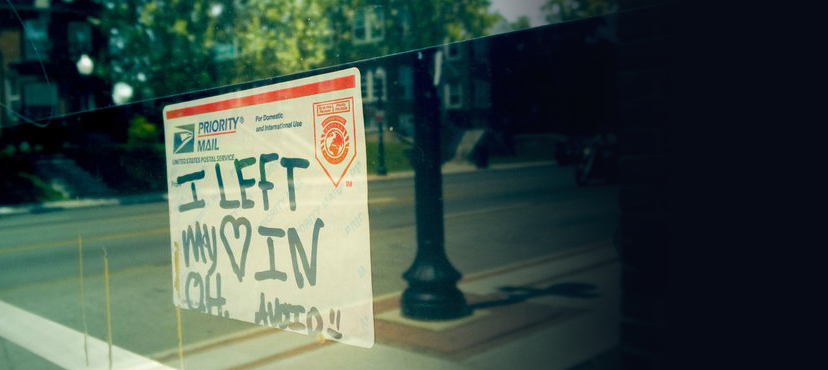 PRIORITY®
MAIL
UNITED STATES POSTAL SERVICE
For Domestic
and International Use
I LEFT
my ♡ IN
OH.